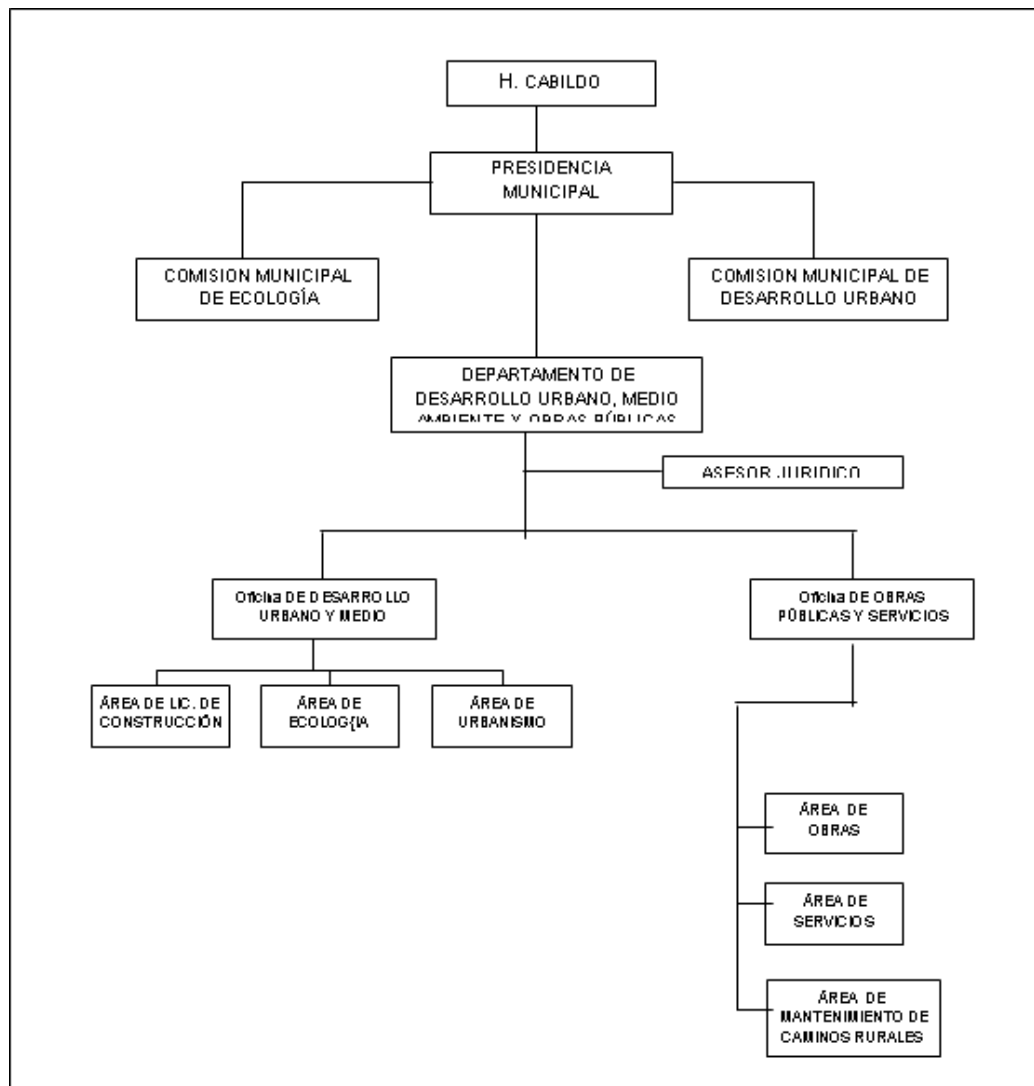 H. CABILDO
PRESIDENCIA
MUNICIPAL
COMISION MUNICIPAL
DE ECOLOGÍA
COMISION MUNICIPAL DE
DESARROLLO URBANO
DEPARTAMENTO DE
DESARROLLO URBANO, MEDIO
AMBIENTE Y OBRAS PÚBLICAS
ASESOR JURIDICO
Oficina DE DESARROLLO
URBANO Y MEDIO
Oficina DE OBRAS
PÚBLICAS Y SERVICIOS
ÁREA DE LIC. DE
CONSTRUCCIÓN
ÁREA DE
ECOLOG{IA
ÁREA DE
URBANISMO
ÁREA DE
OBRAS
ÁREA DE
SERVICIOS
ÁREA DE
MANTENIMIENTO DE
CAMINOS RURALES